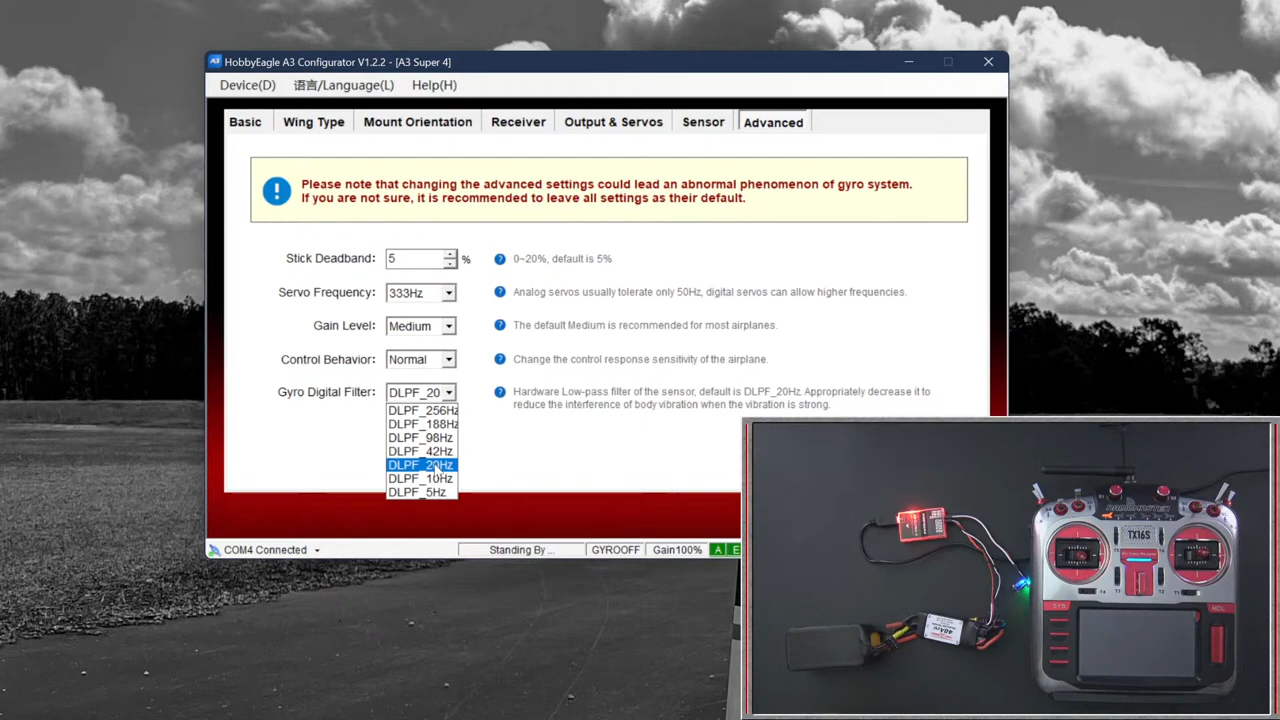 A3 HobbyEagle A3 Configurator V1.2.2 - [A3 Super 4]
Device(D) 语言/Language(L) Help(H)
Basic Wing Type Mount Orientation Receiver Output & Servos Sensor Advanced
Please note that changing the advanced settings could lead an abnormal phenomenon of gyro system.
If you are not sure, it is recommended to leave all settings as their default.
Stick Deadband: 5 % ? 0~20%, default is 5%
Servo Frequency: 333Hz ? Analog servos usually tolerate only 50Hz, digital servos can allow higher frequencies.
Gain Level: Medium ? The default Medium is recommended for most airplanes.
Control Behavior: Normal ? Change the control response sensitivity of the airplane.
Gyro Digital Filter: DLPF_20 ? Hardware Low-pass filter of the sensor, default is DLPF_20Hz. Appropriately decrease it to
reduce the interference of body vibration when the vibration is strong.
DLPF_256Hz
DLPF_188Hz
DLPF_98Hz
DLPF_42Hz
DLPF_20Hz
DLPF_10Hz
DLPF_5Hz
COM4 Connected Standing By ... GYROOFF Gain100% A E
RADIOMASTER
TX16S
SYS MDL
40A